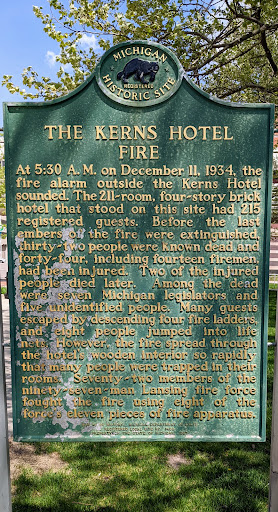 MICHIGAN
REGISTERED
HISTORIC SITE
THE KERNS HOTEL
FIRE
At 5:30 A.M. on December 11, 1934, the
fire alarm outside the Kerns Hotel
sounded. The 211-room, four-story brick
hotel that stood on this site had 215
registered guests. Before the last
embers of the fire were extinguished,
thirty-two people were known dead and
forty-four, including fourteen firemen,
had been injured. Two of the injured
people died later. Among the dead
were seven Michigan legislators and
five unidentified people. Many guests
escaped by descending four fire ladders,
and eight people jumped into life
nets. However, the fire spread through
the hotel's wooden interior so rapidly
that many people were trapped in their
rooms. Seventy-two members of the
ninety-seven-man Lansing fire force
fought the fire using eight of the
force's eleven pieces of fire apparatus.